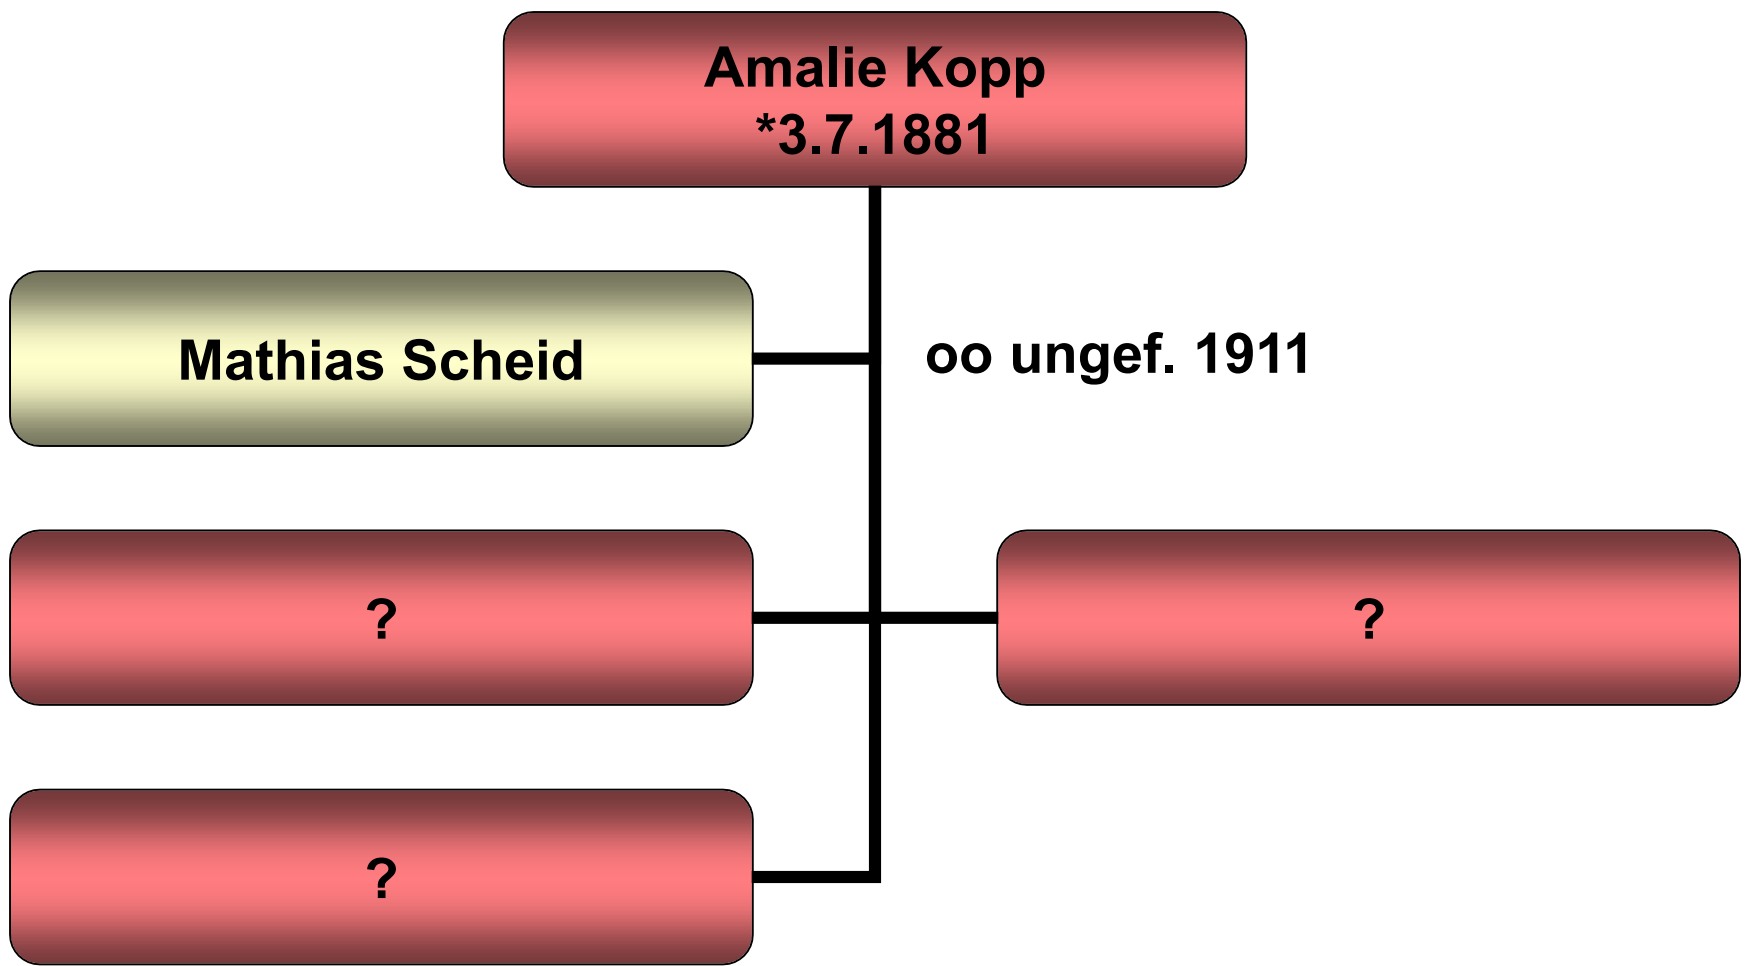 Amalie Kopp
*3.7.1881
Mathias Scheid
oo ungef. 1911
?
?
?